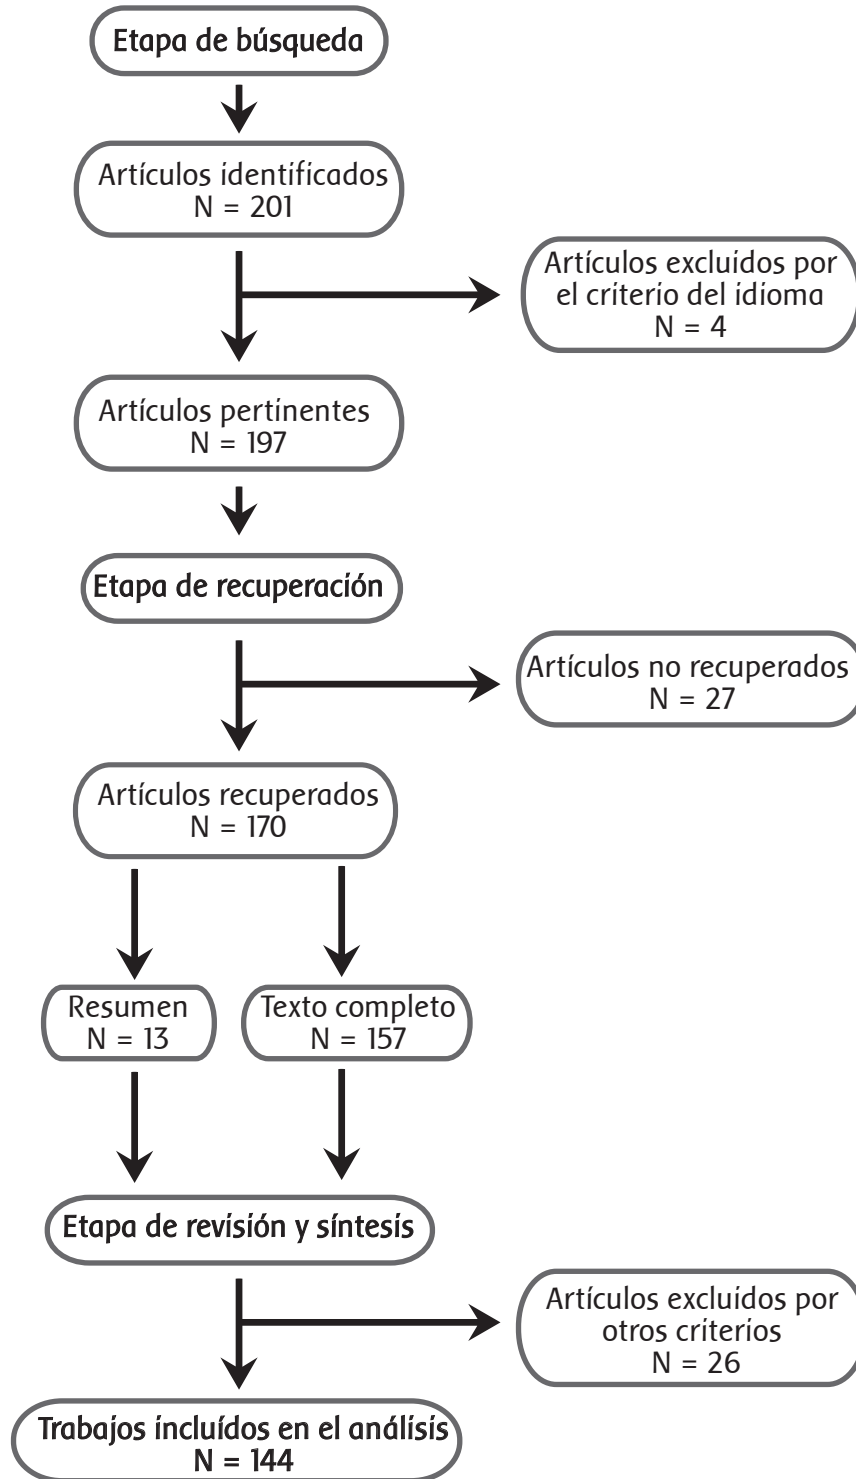 Etapa de búsqueda
Artículos identificados
N = 201
Artículos excluidos por
el criterio del idioma
N = 4
Artículos pertinentes
N = 197
Etapa de recuperación
Artículos no recuperados
N = 27
Artículos recuperados
N = 170
Resumen
N = 13
Texto completo
N = 157
Etapa de revisión y síntesis
Artículos excluidos por
otros criterios
N = 26
Trabajos incluídos en el análisis
N = 144